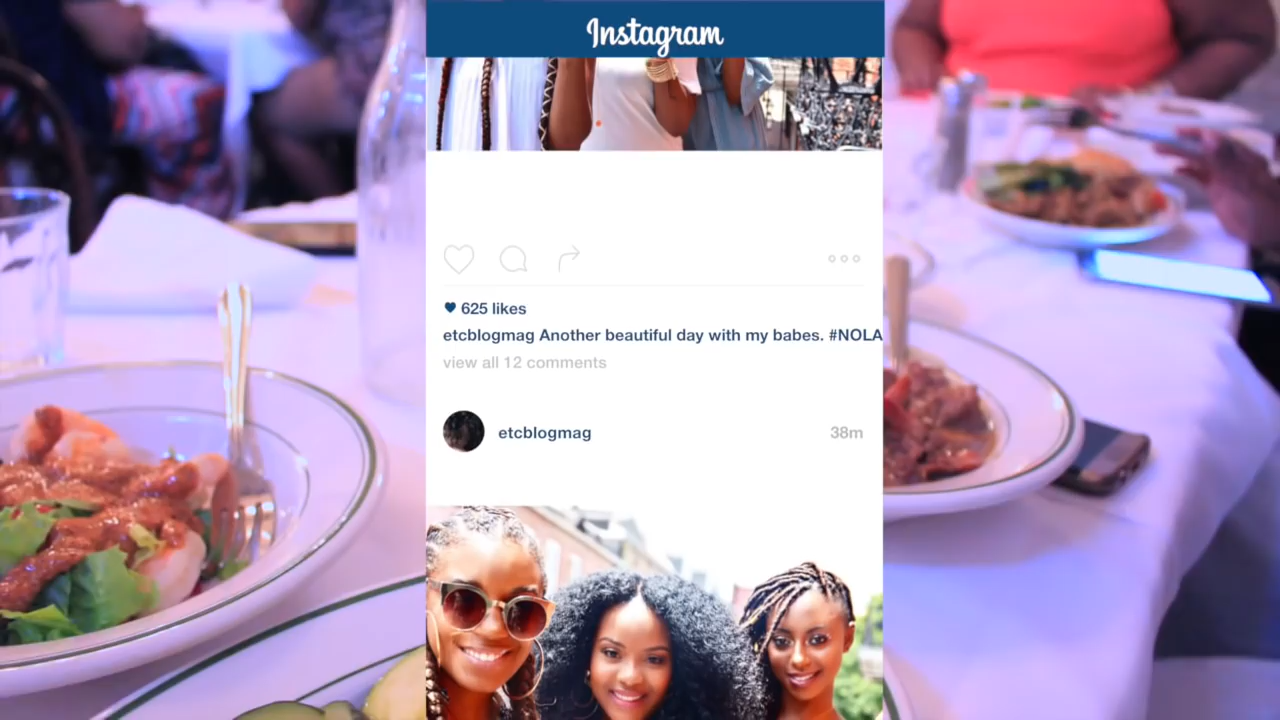 Instagram
625 likes
etcblogmag Another beautiful day with my babes. #NOLA
view all 12 comments
etcblogmag
38m